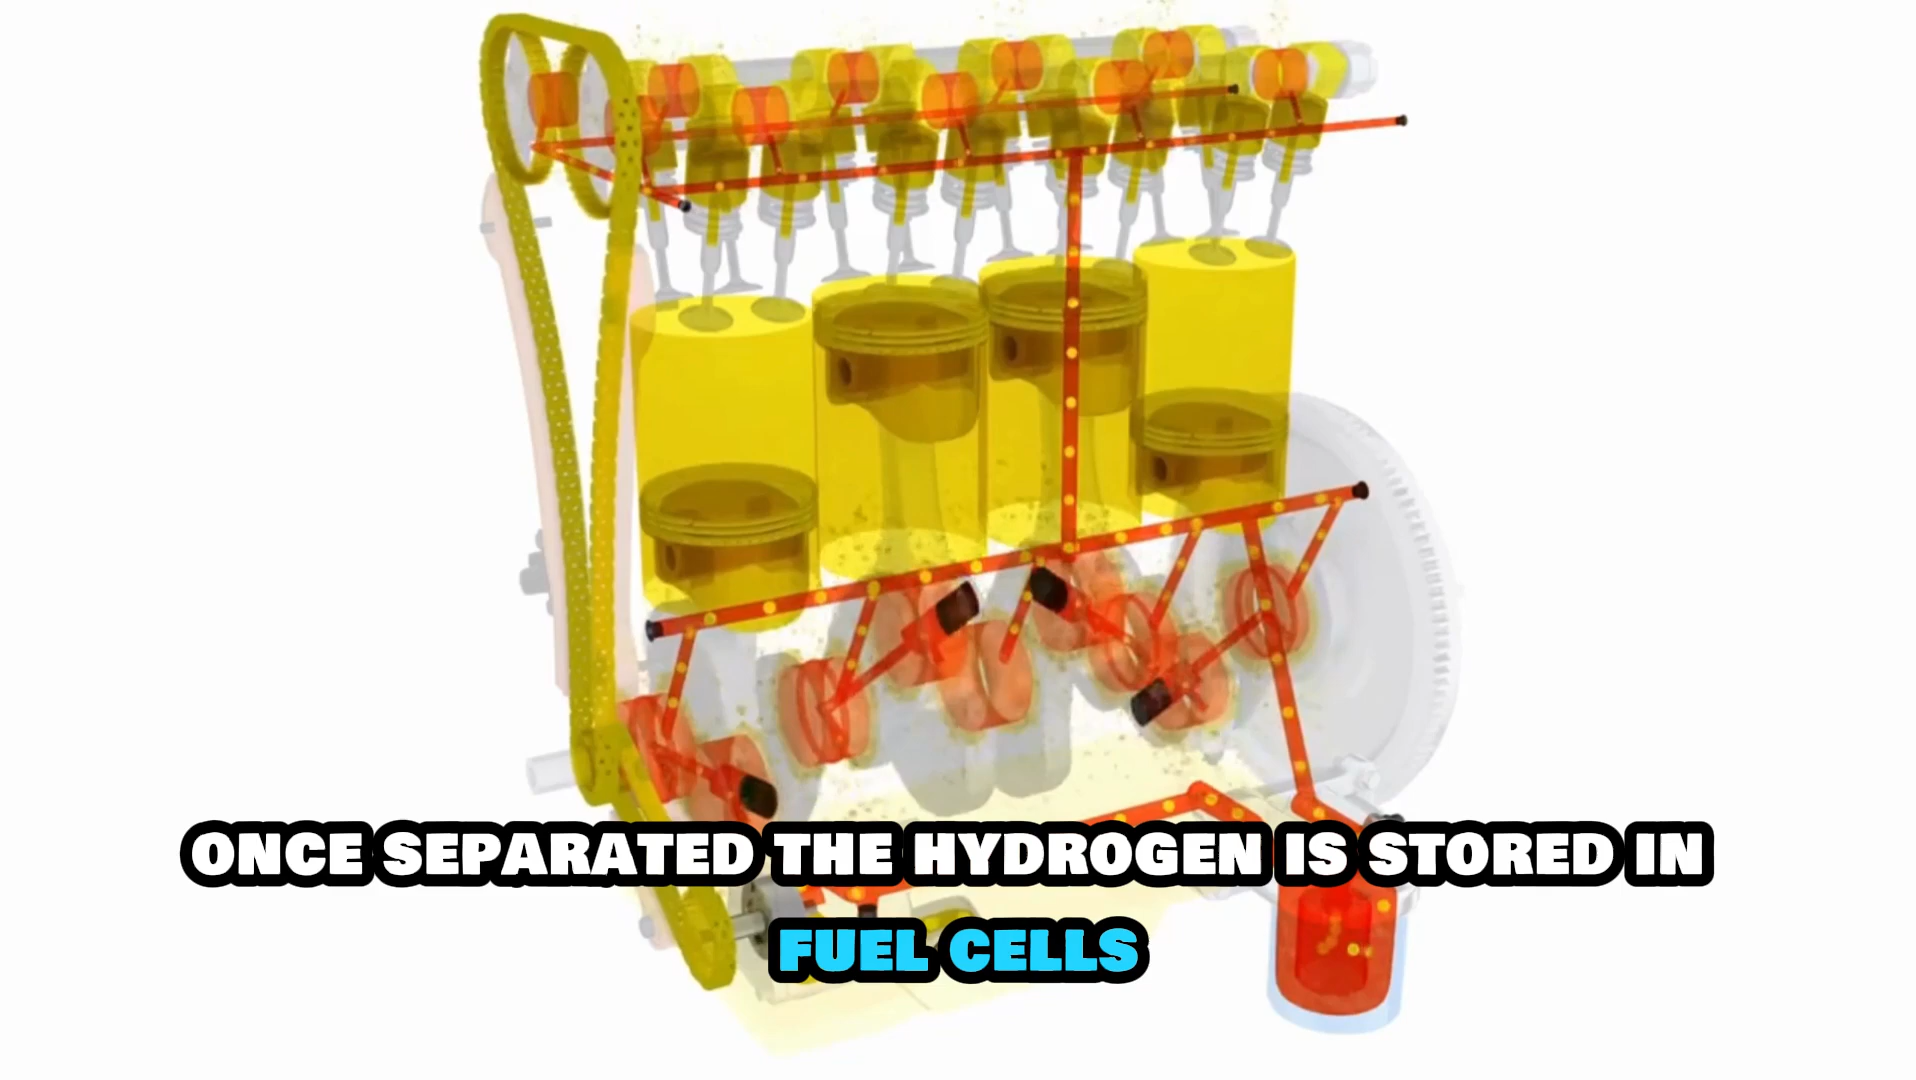 ONCE SEPARATED THE HYDROGEN IS STORED IN
FUEL CELLS